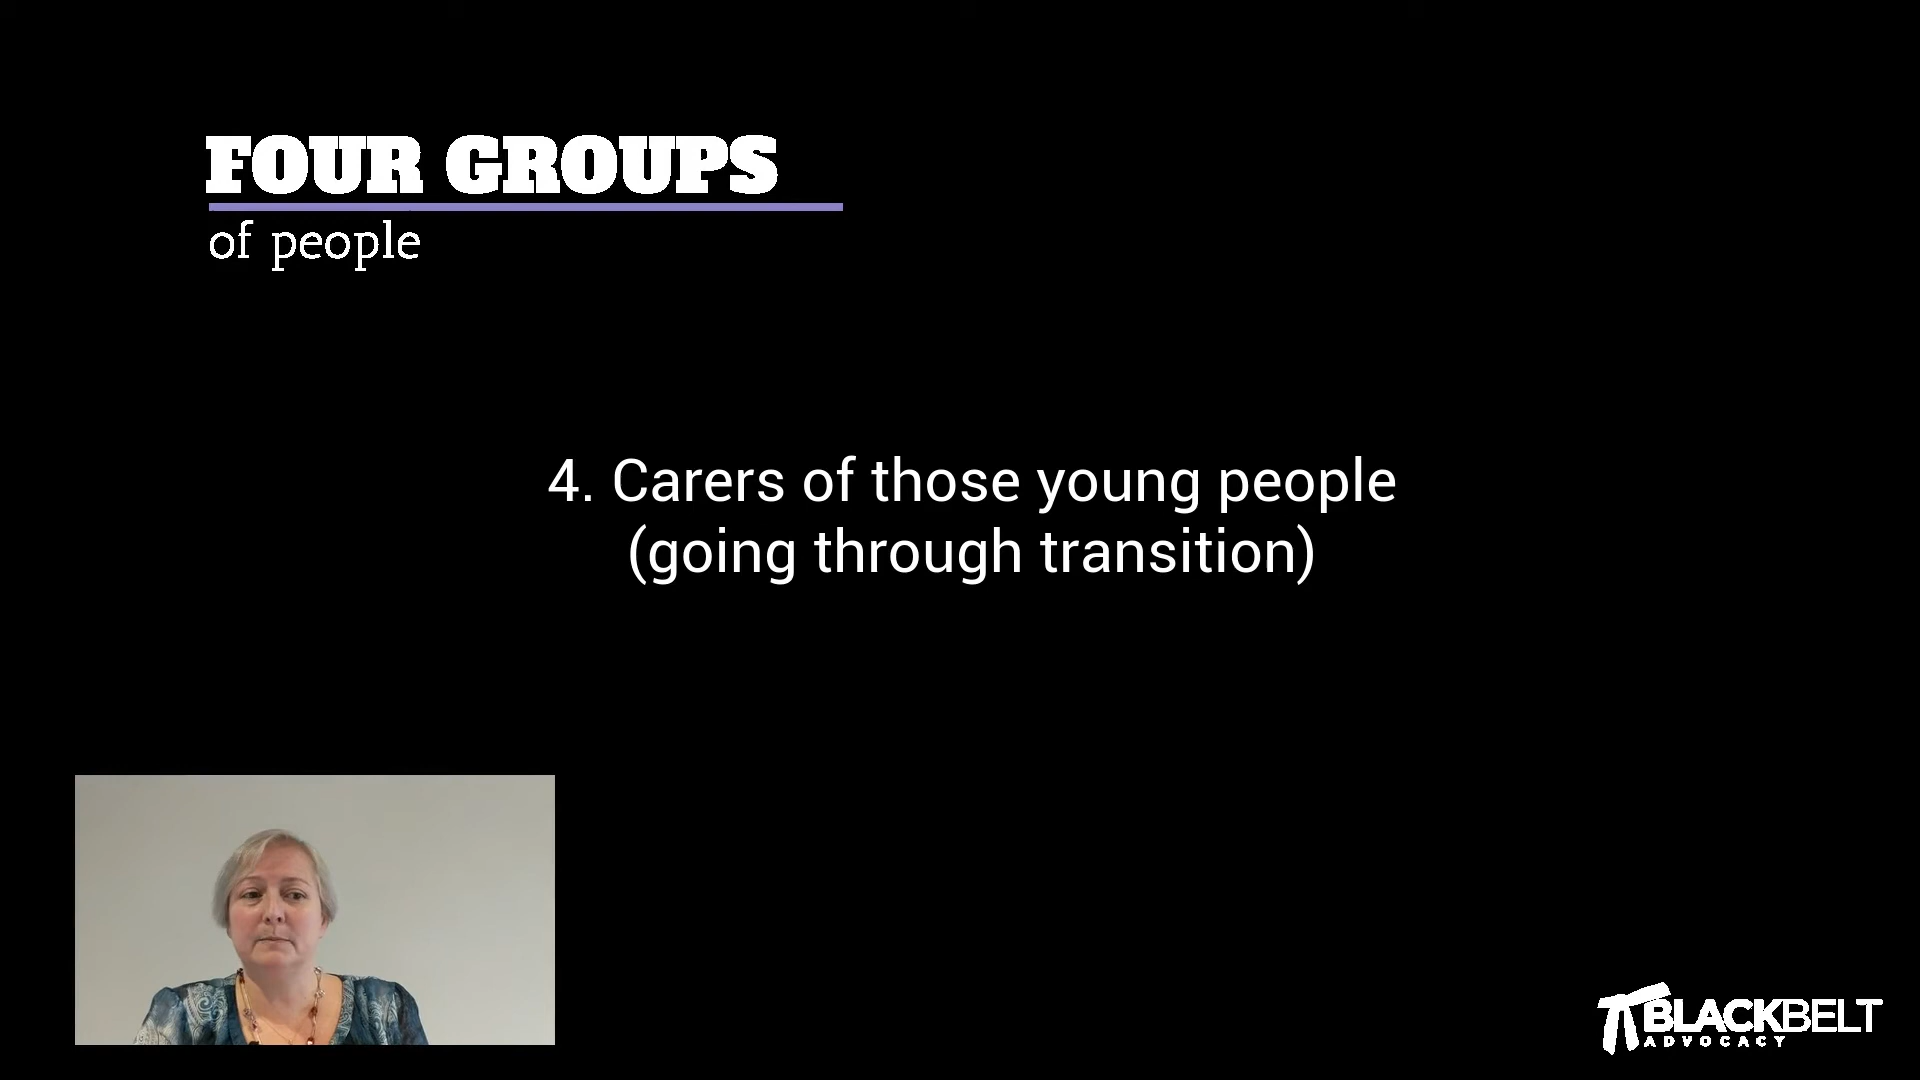 FOUR GROUPS
of people
4. Carers of those young people
(going through transition)
BLACKBELT
ADVOCACY